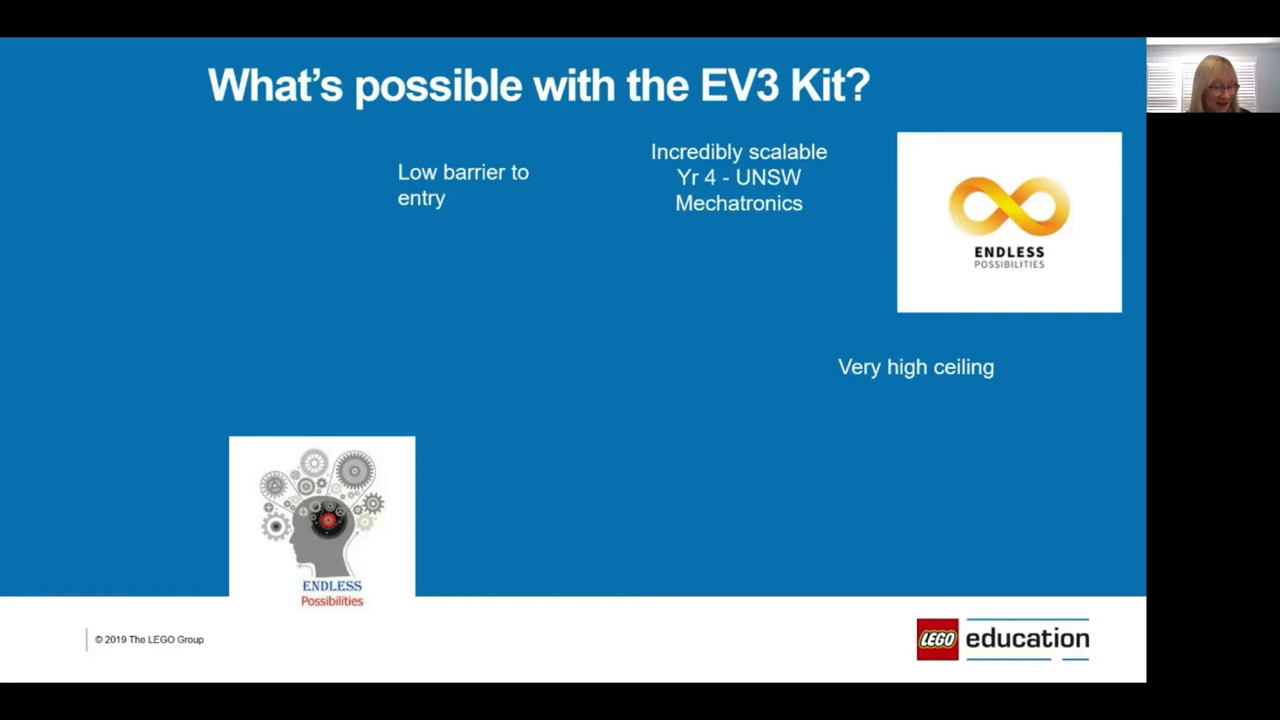 What's possible with the EV3 Kit?
Low barrier to
entry
Incredibly scalable
Yr 4 - UNSW
Mechatronics
ENDLESS
POSSIBILITIES
Very high ceiling
ENDLESS
Possibilities
© 2019 The LEGO Group
LEGO education